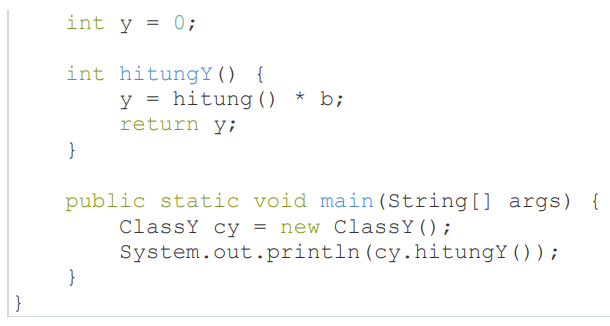 int y = 0;
int hitungY() {
y = hitung() * b;
return y;
}
public static void main(String[] args) {
ClassY cy = new ClassY();
System.out.println(cy.hitungY());
}
}